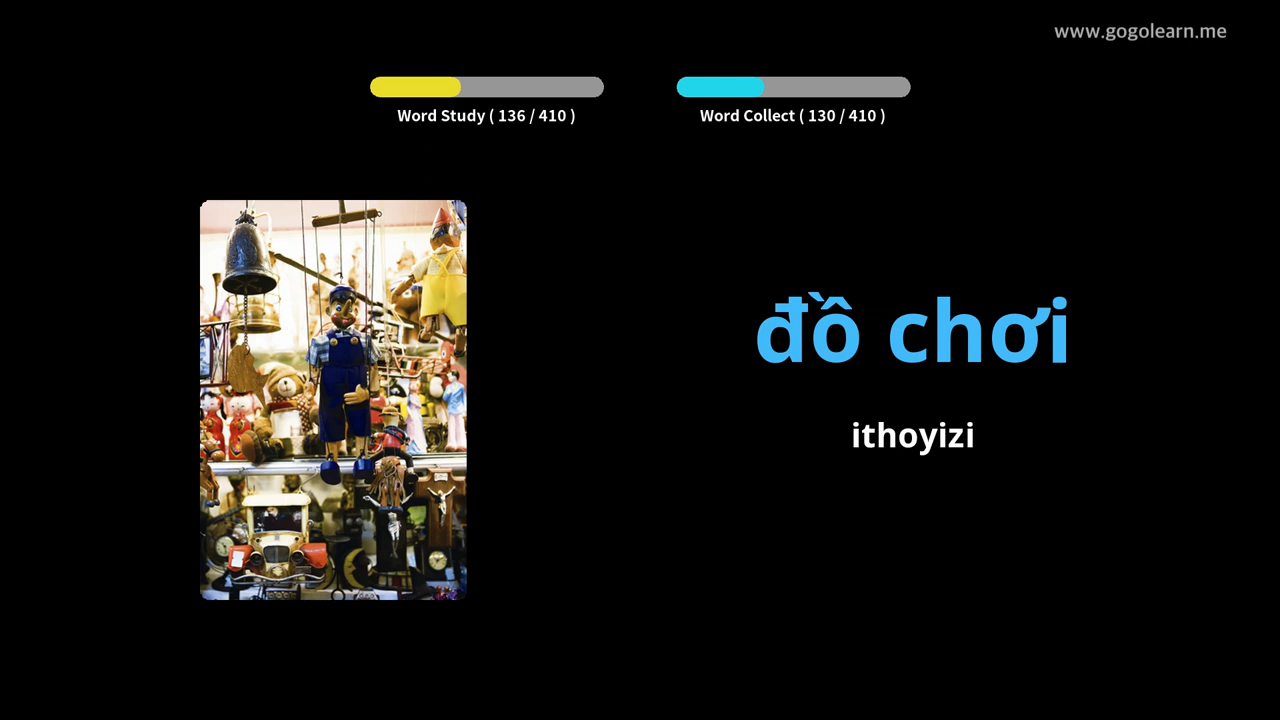 www.gogolearn.me
Word Study ( 136 / 410 )
Word Collect ( 130 / 410 )
đồ chơi
ithoyizi